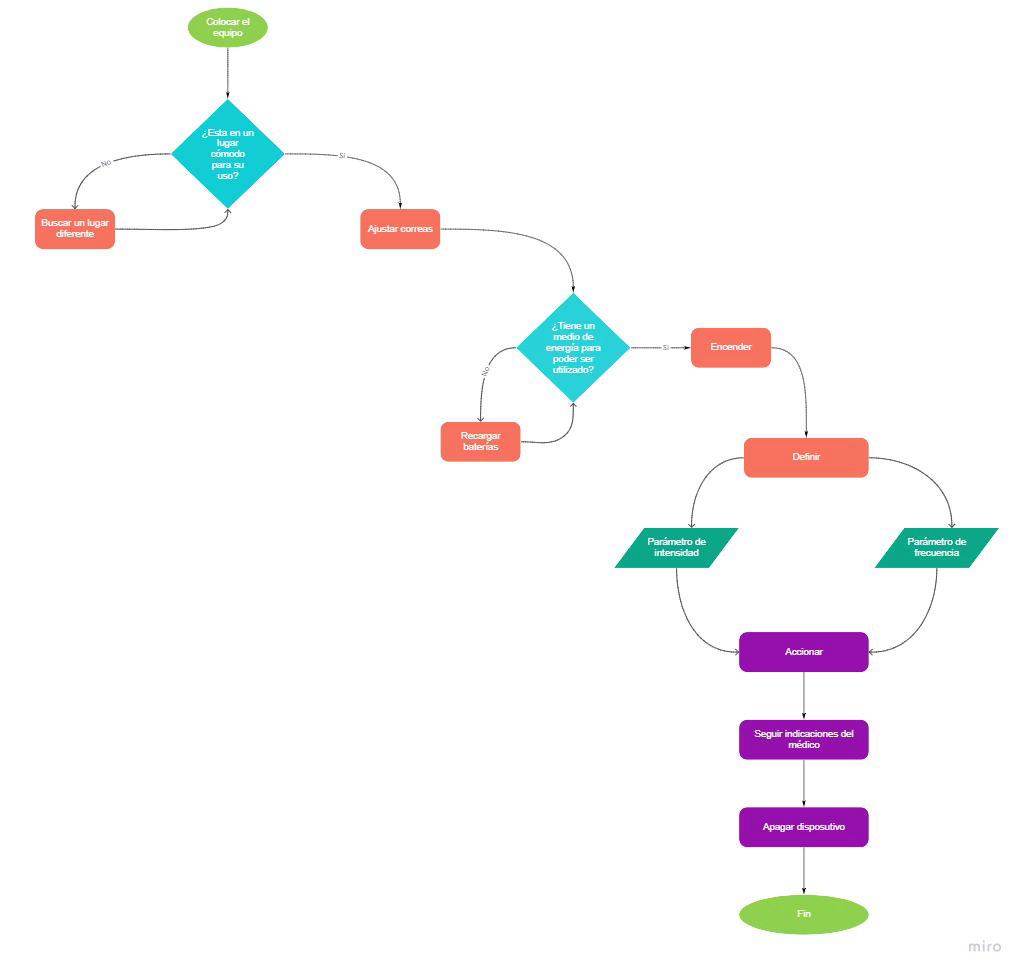 Colocar el
equipo
¿Esta en un
lugar
cómodo
para su
uso?
No
Si
Buscar un lugar
diferente
Ajustar correas
¿Tiene un
medio de
energía para
poder ser
utilizado?
No
Si
Encender
Recargar
baterías
Definir
Parámetro de
intensidad
Parámetro de
frecuencia
Accionar
Seguir indicaciones del
médico
Apagar disposutivo
Fin
miro